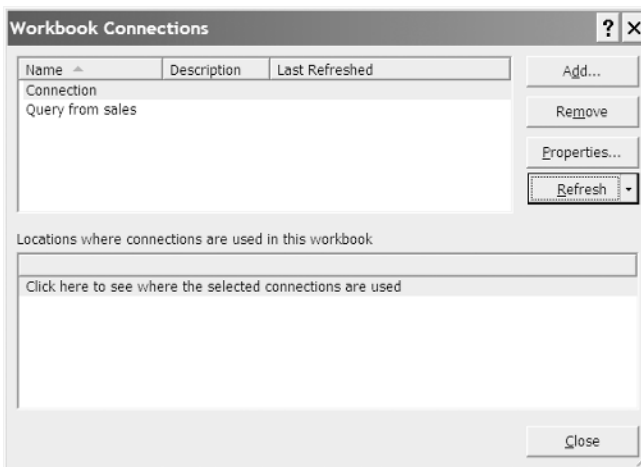 Workbook Connections
? X
Name Description Last Refreshed
Connection
Query from sales
Add...
Remove
Properties...
Refresh
Locations where connections are used in this workbook
Click here to see where the selected connections are used
Close